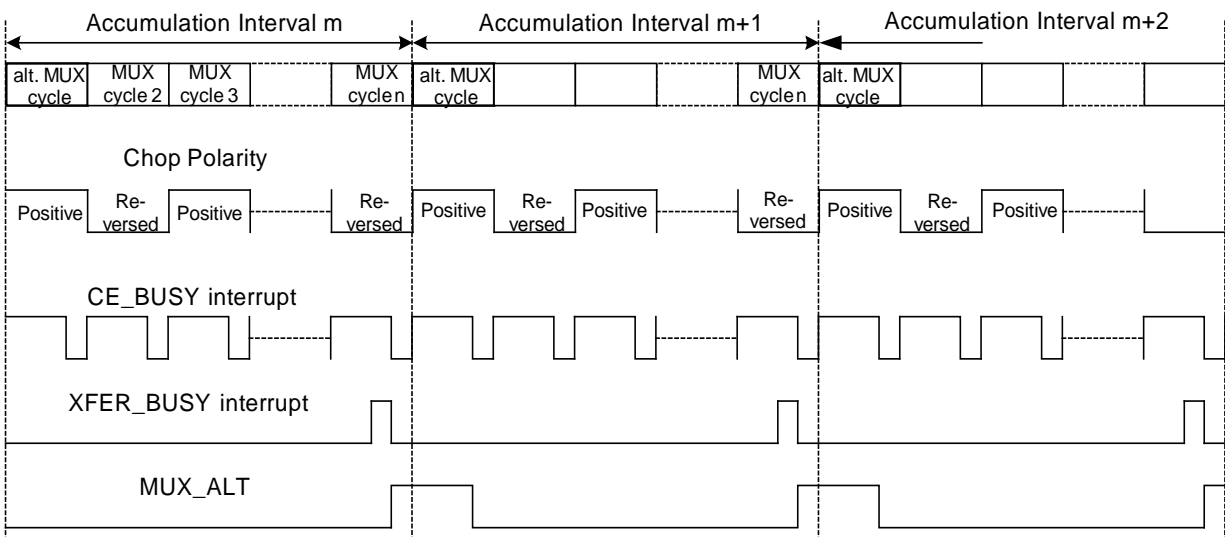 Accumulation Interval m
Accumulation Interval m+1
Accumulation Interval m+2
alt. MUX
cycle
MUX
cycle 2
MUX
cycle 3
MUX
cycle n
alt. MUX
cycle
MUX
cycle n
alt. MUX
cycle
Chop Polarity
Positive
Re-
versed
Positive
Re-
versed
Positive
Re-
versed
Positive
Re-
versed
Positive
Re-
versed
Positive
CE_BUSY interrupt
XFER_BUSY interrupt
MUX_ALT